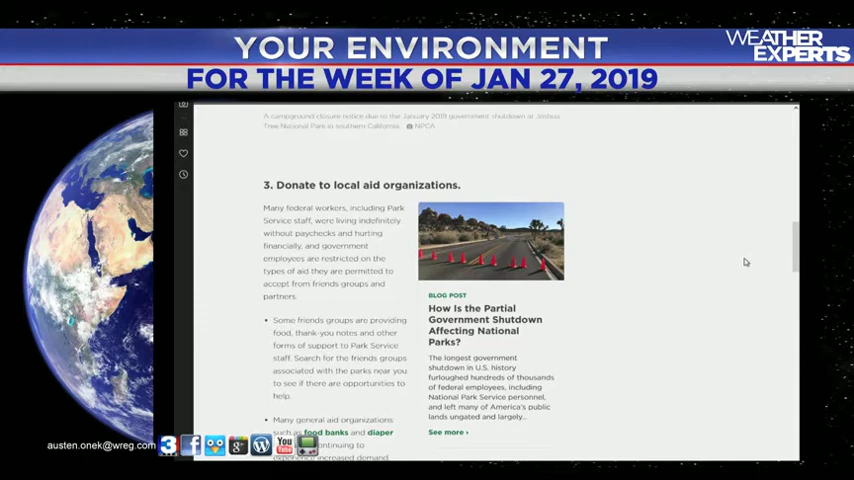 YOUR ENVIRONMENT
WEATHER
EXPERTS
FOR THE WEEK OF JAN 27, 2019
A campground closure notice due to the January 2019 government shutdown at Joshua
Tree National Park in southern California. NPCA
3. Donate to local aid organizations.
Many federal workers, including Park
Service staff, were living indefinitely
without paychecks and hurting
financially, and government
employees are restricted on the
types of aid they are permitted to
accept from friends groups and
partners.
• Some friends groups are providing
food, thank-you notes and other
forms of support to Park Service
staff. Search for the friends groups
associated with the parks near you
to see if there are opportunities to
help.
• Many general aid organizations
such as food banks and diaper
continuing to
experience increased demand
BLOG POST
How Is the Partial
Government Shutdown
Affecting National
Parks?
The longest government
shutdown in U.S. history
furloughed hundreds of thousands
of federal employees, including
National Park Service personnel,
and left many of America's public
lands ungated and largely...
See more ›
austen.onek@wreg.com
3
f
g+
W
You
Tube